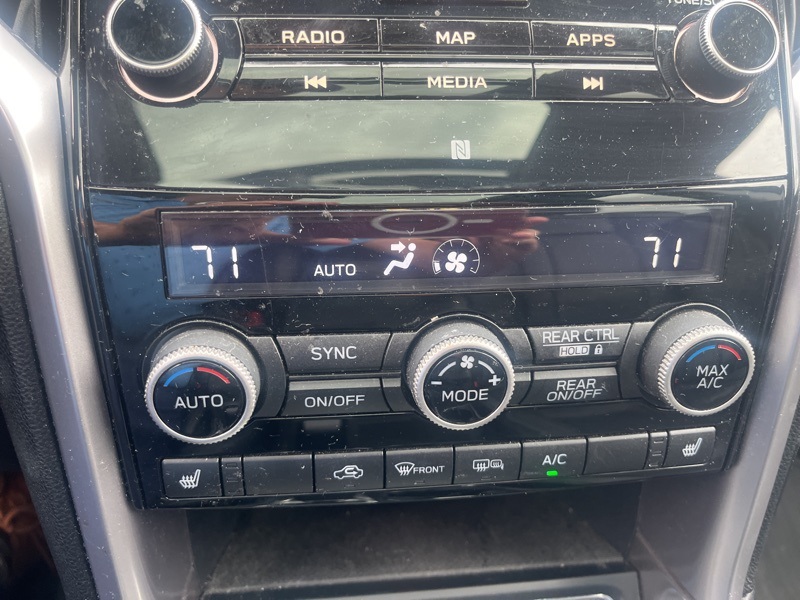 TUNE/S
RADIO MAP APPS
MEDIA
71 AUTO 71
SYNC REAR CTRL
HOLD
AUTO MODE MAX A/C
ON/OFF REAR ON/OFF
FRONT A/C